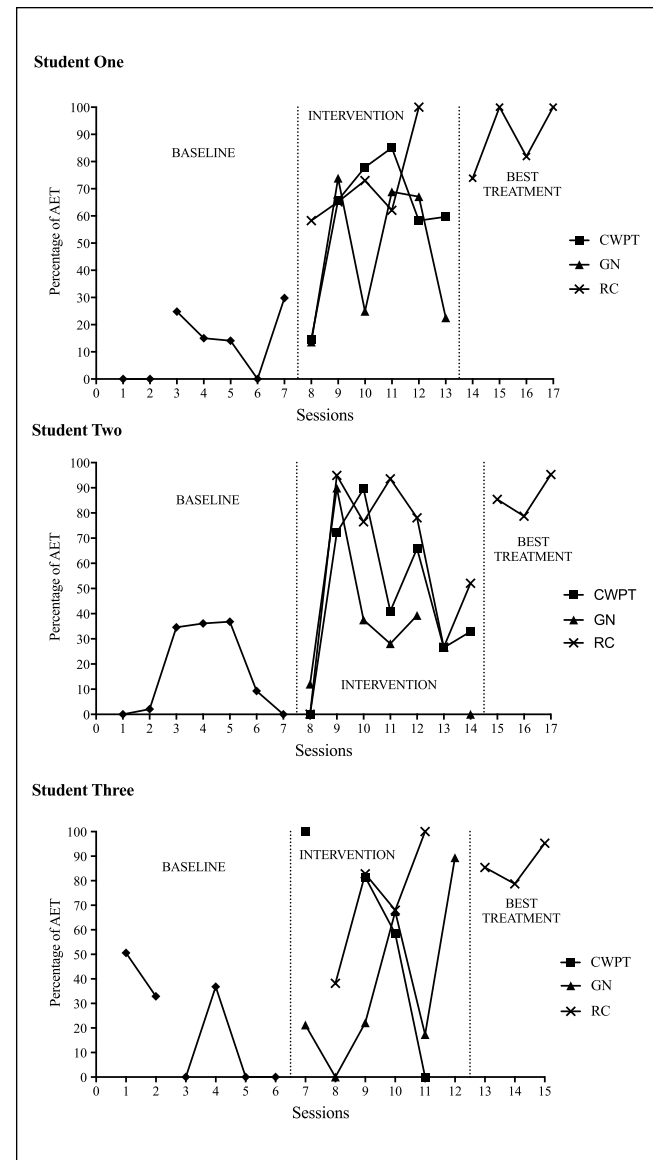 Student One
100
90
80
70
60
50
40
30
20
10
0
Percentage of AET
BASELINE
INTERVENTION
BEST
TREATMENT
CWPT
GN
RC
0 1 2 3 4 5 6 7 8 9 10 11 12 13 14 15 16 17
Sessions
Student Two
100
90
80
70
60
50
40
30
20
10
0
Percentage of AET
BASELINE
INTERVENTION
BEST
TREATMENT
CWPT
GN
RC
0 1 2 3 4 5 6 7 8 9 10 11 12 13 14 15 16 17
Sessions
Student Three
100
90
80
70
60
50
40
30
20
10
0
Percentage of AET
BASELINE
INTERVENTION
BEST
TREATMENT
CWPT
GN
RC
0 1 2 3 4 5 6 7 8 9 10 11 12 13 14 15
Sessions